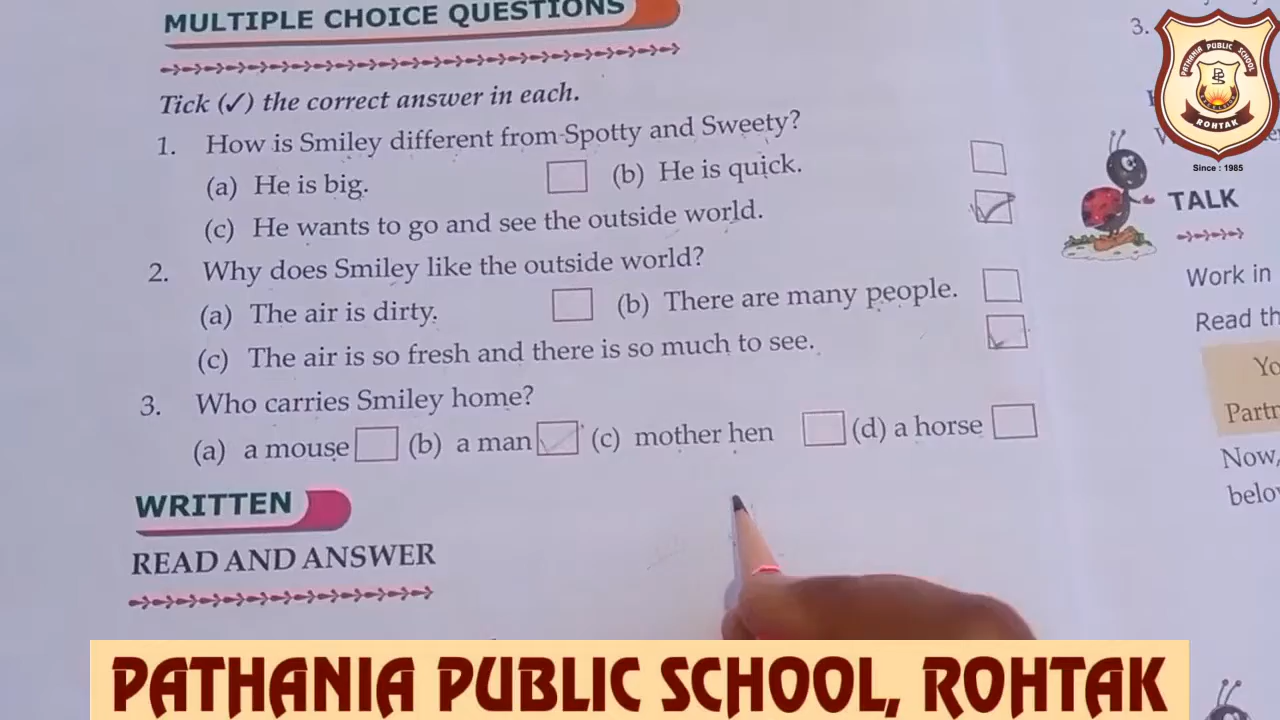 MULTIPLE CHOICE QUESTIONS
Tick (✓) the correct answer in each.
1. How is Smiley different from Spotty and Sweety?
(a) He is big. (b) He is quick.
(c) He wants to go and see the outside world.
2. Why does Smiley like the outside world?
(a) The air is dirty. (b) There are many people.
(c) The air is so fresh and there is so much to see.
3. Who carries Smiley home?
(a) a mouse (b) a man (c) mother hen (d) a horse
WRITTEN
READ AND ANSWER
3.
TALK
Work in
Read th
Yo
Partn
Now,
below
PATHANIA PUBLIC SCHOOL
ROHTAK
Since : 1985
PATHANIA PUBLIC SCHOOL, ROHTAK